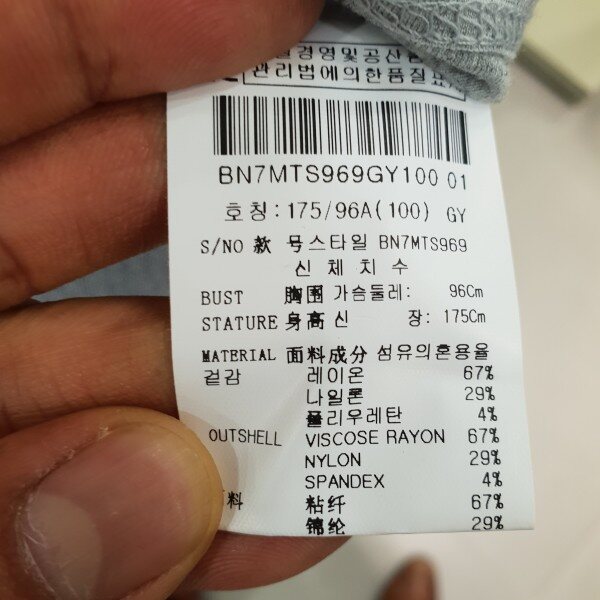 관리법에의한품질표
BN7MTS969GY100 01
호칭:175/96A(100) GY
S/NO 款 号스타일 BN7MTS969
신 체 치 수
BUST 胸围 가슴둘레: 96Cm
STATURE 身高 신 장: 175Cm
MATERIAL 面料成分 섬유의혼용율
겉감 레이온 67%
나일론 29%
폴리우레탄 4%
OUTSHELL VISCOSE RAYON 67%
NYLON 29%
SPANDEX 4%
料 粘纤 67%
锦纶 29%